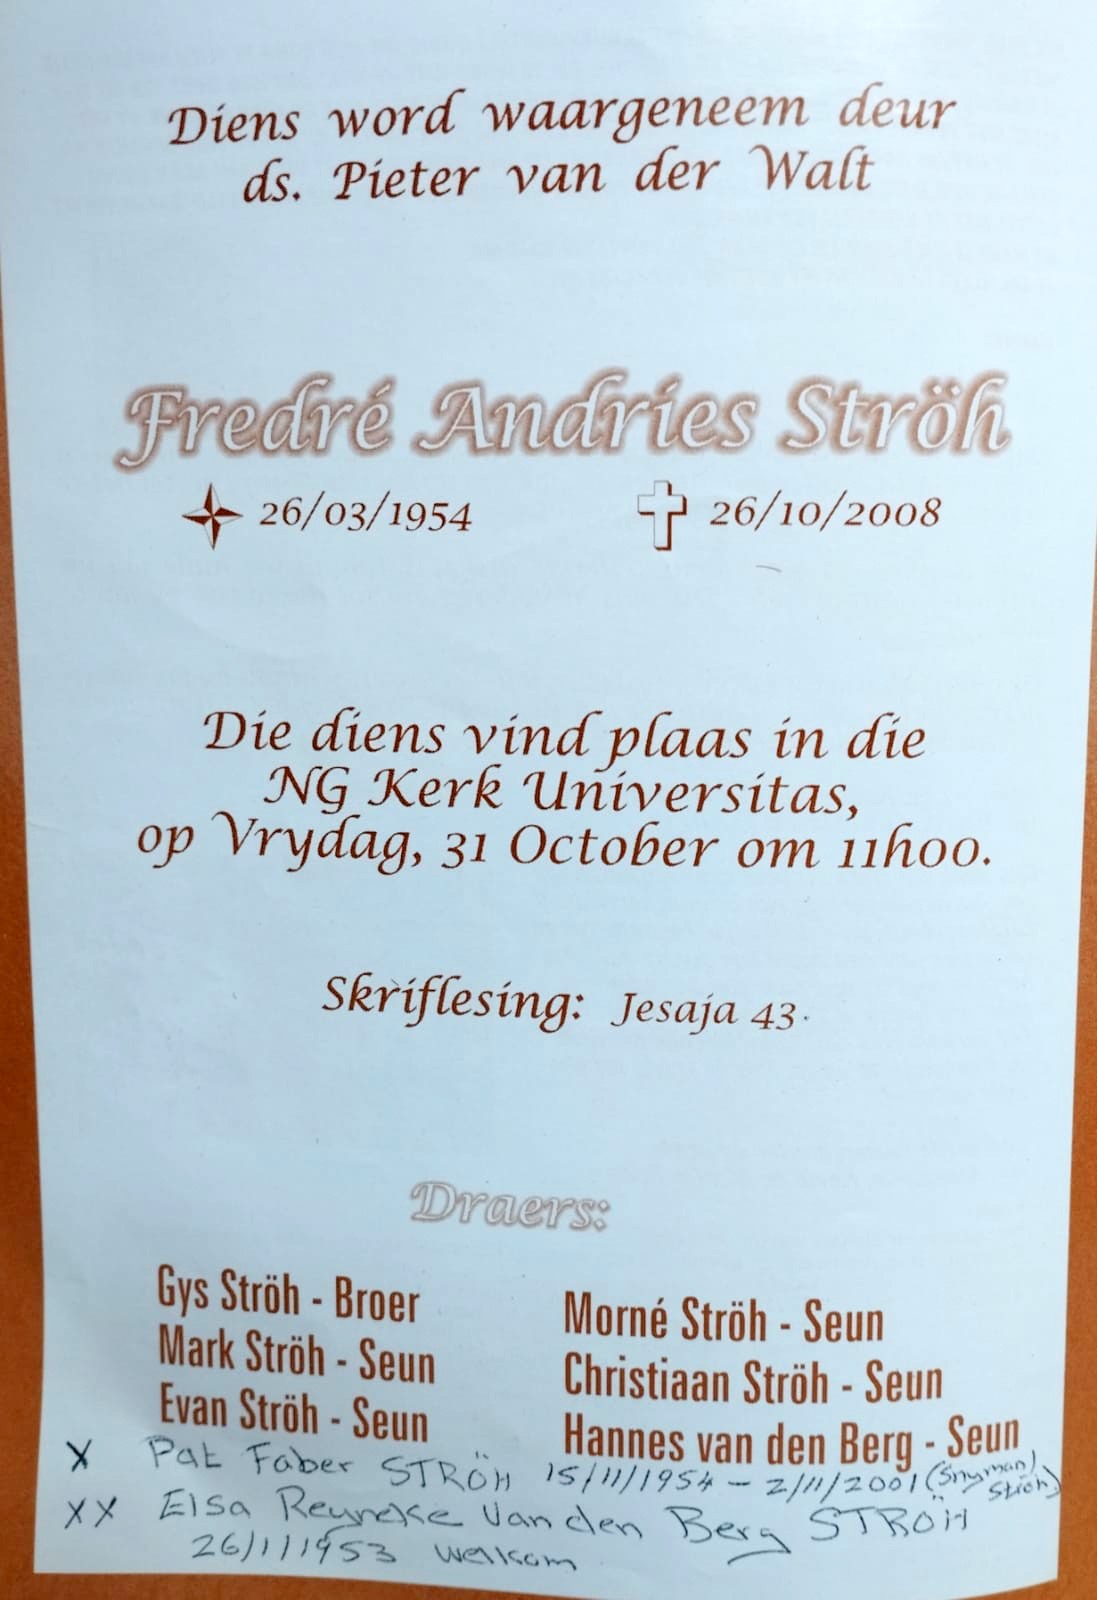 Diens word waargeneem deur
ds. Pieter van der Walt
Fredré Andries Ströh
26/03/1954 26/10/2008
Die diens vind plaas in die
NG Kerk Universitas,
op Vrydag, 31 October om 11h00.
Skriflesing: Jesaja 43.
Draers:
Gys Ströh - Broer
Mark Ströh - Seun
Evan Ströh - Seun
Morné Ströh - Seun
Christiaan Ströh - Seun
Hannes van den Berg - Seun
X Pat Faber STRÖH 15/11/1954 - 2/11/2001 (Snyman/
Ströh)
XX Elsa Reyneke Van den Berg STRÖH
26/1/1953 Welkom